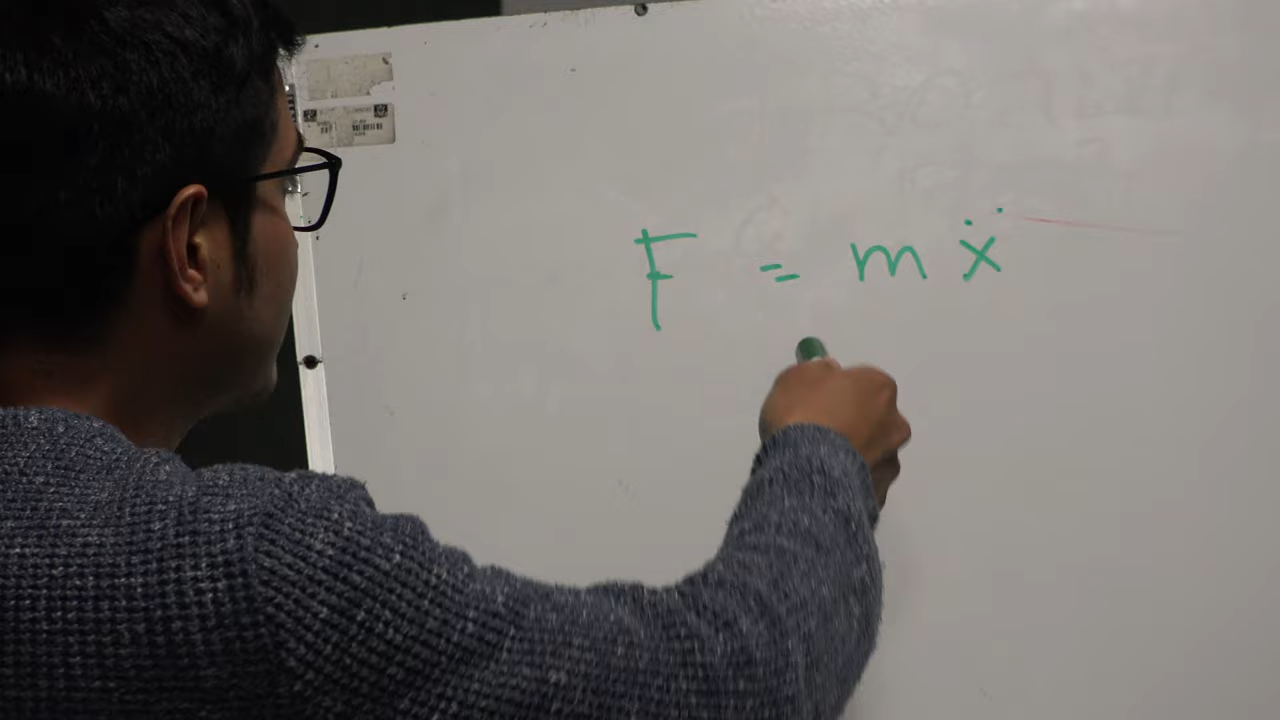 F = mẍ